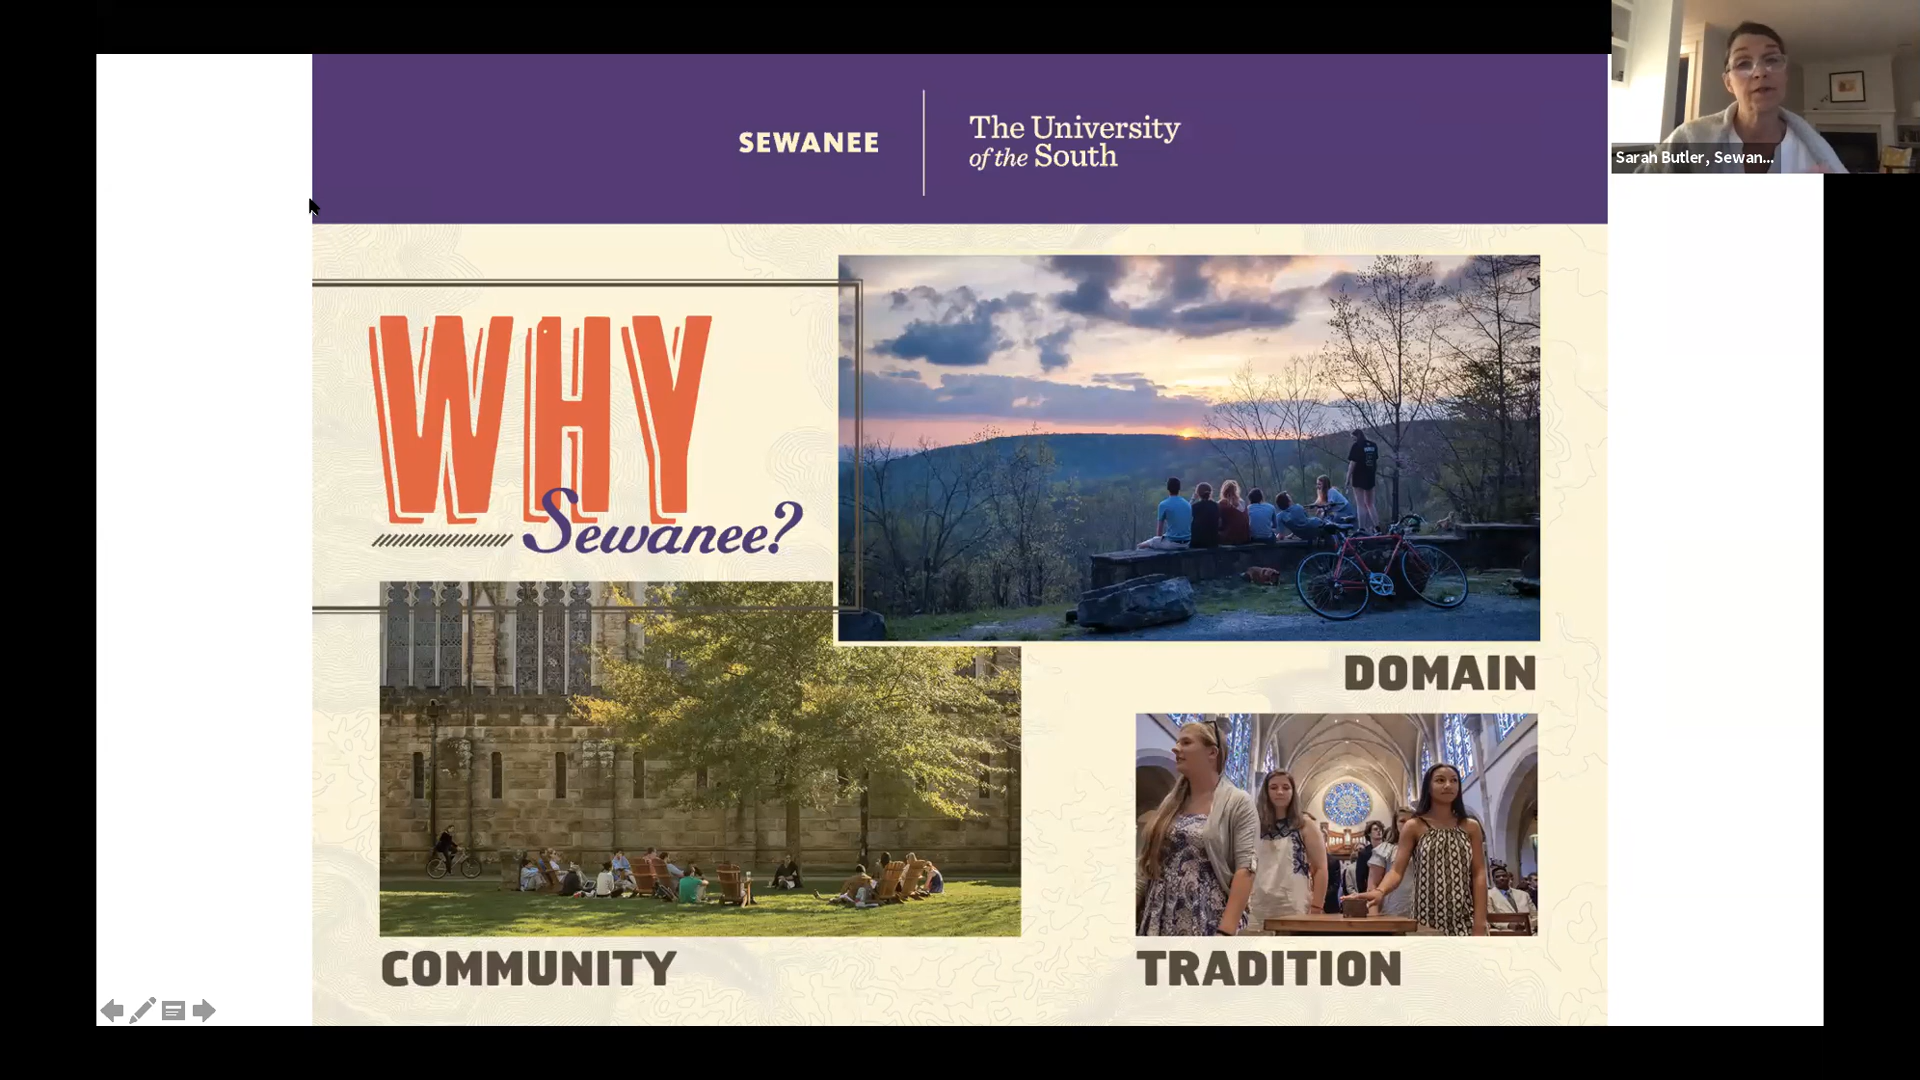 SEWANEE
The University
of the South
Sarah Butler, Sewan...
WHY
Sewanee?
DOMAIN
COMMUNITY
TRADITION